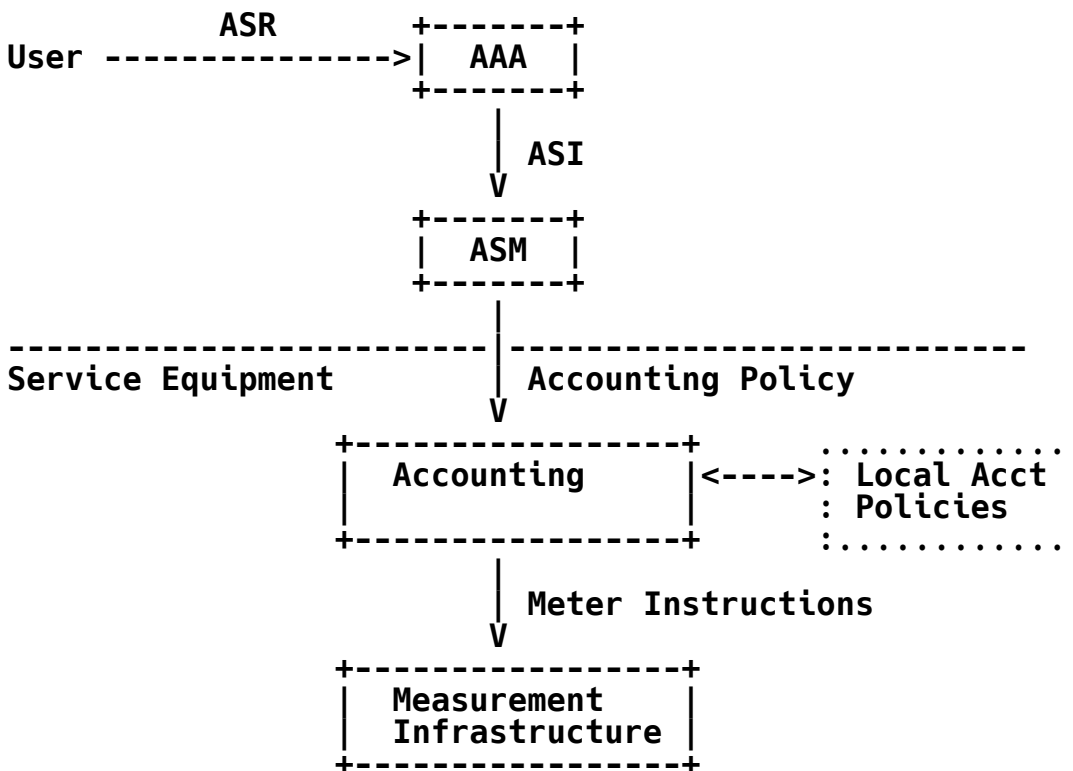 ASR
User --------------->| AAA |
ASI
ASM
Service Equipment | Accounting Policy
Accounting |<---->: Local Acct
: Policies
Meter Instructions
Measurement
Infrastructure